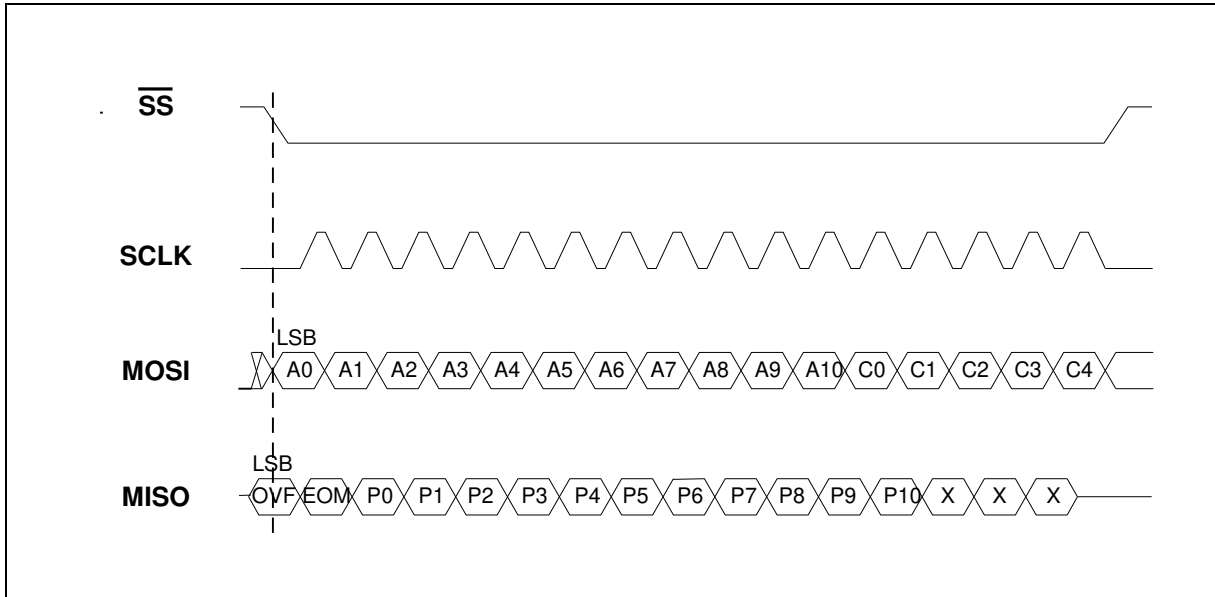 SS
SCLK
LSB
MOSI A0 A1 A2 A3 A4 A5 A6 A7 A8 A9 A10 C0 C1 C2 C3 C4
LSB
MISO OVF EOM P0 P1 P2 P3 P4 P5 P6 P7 P8 P9 P10 X X X